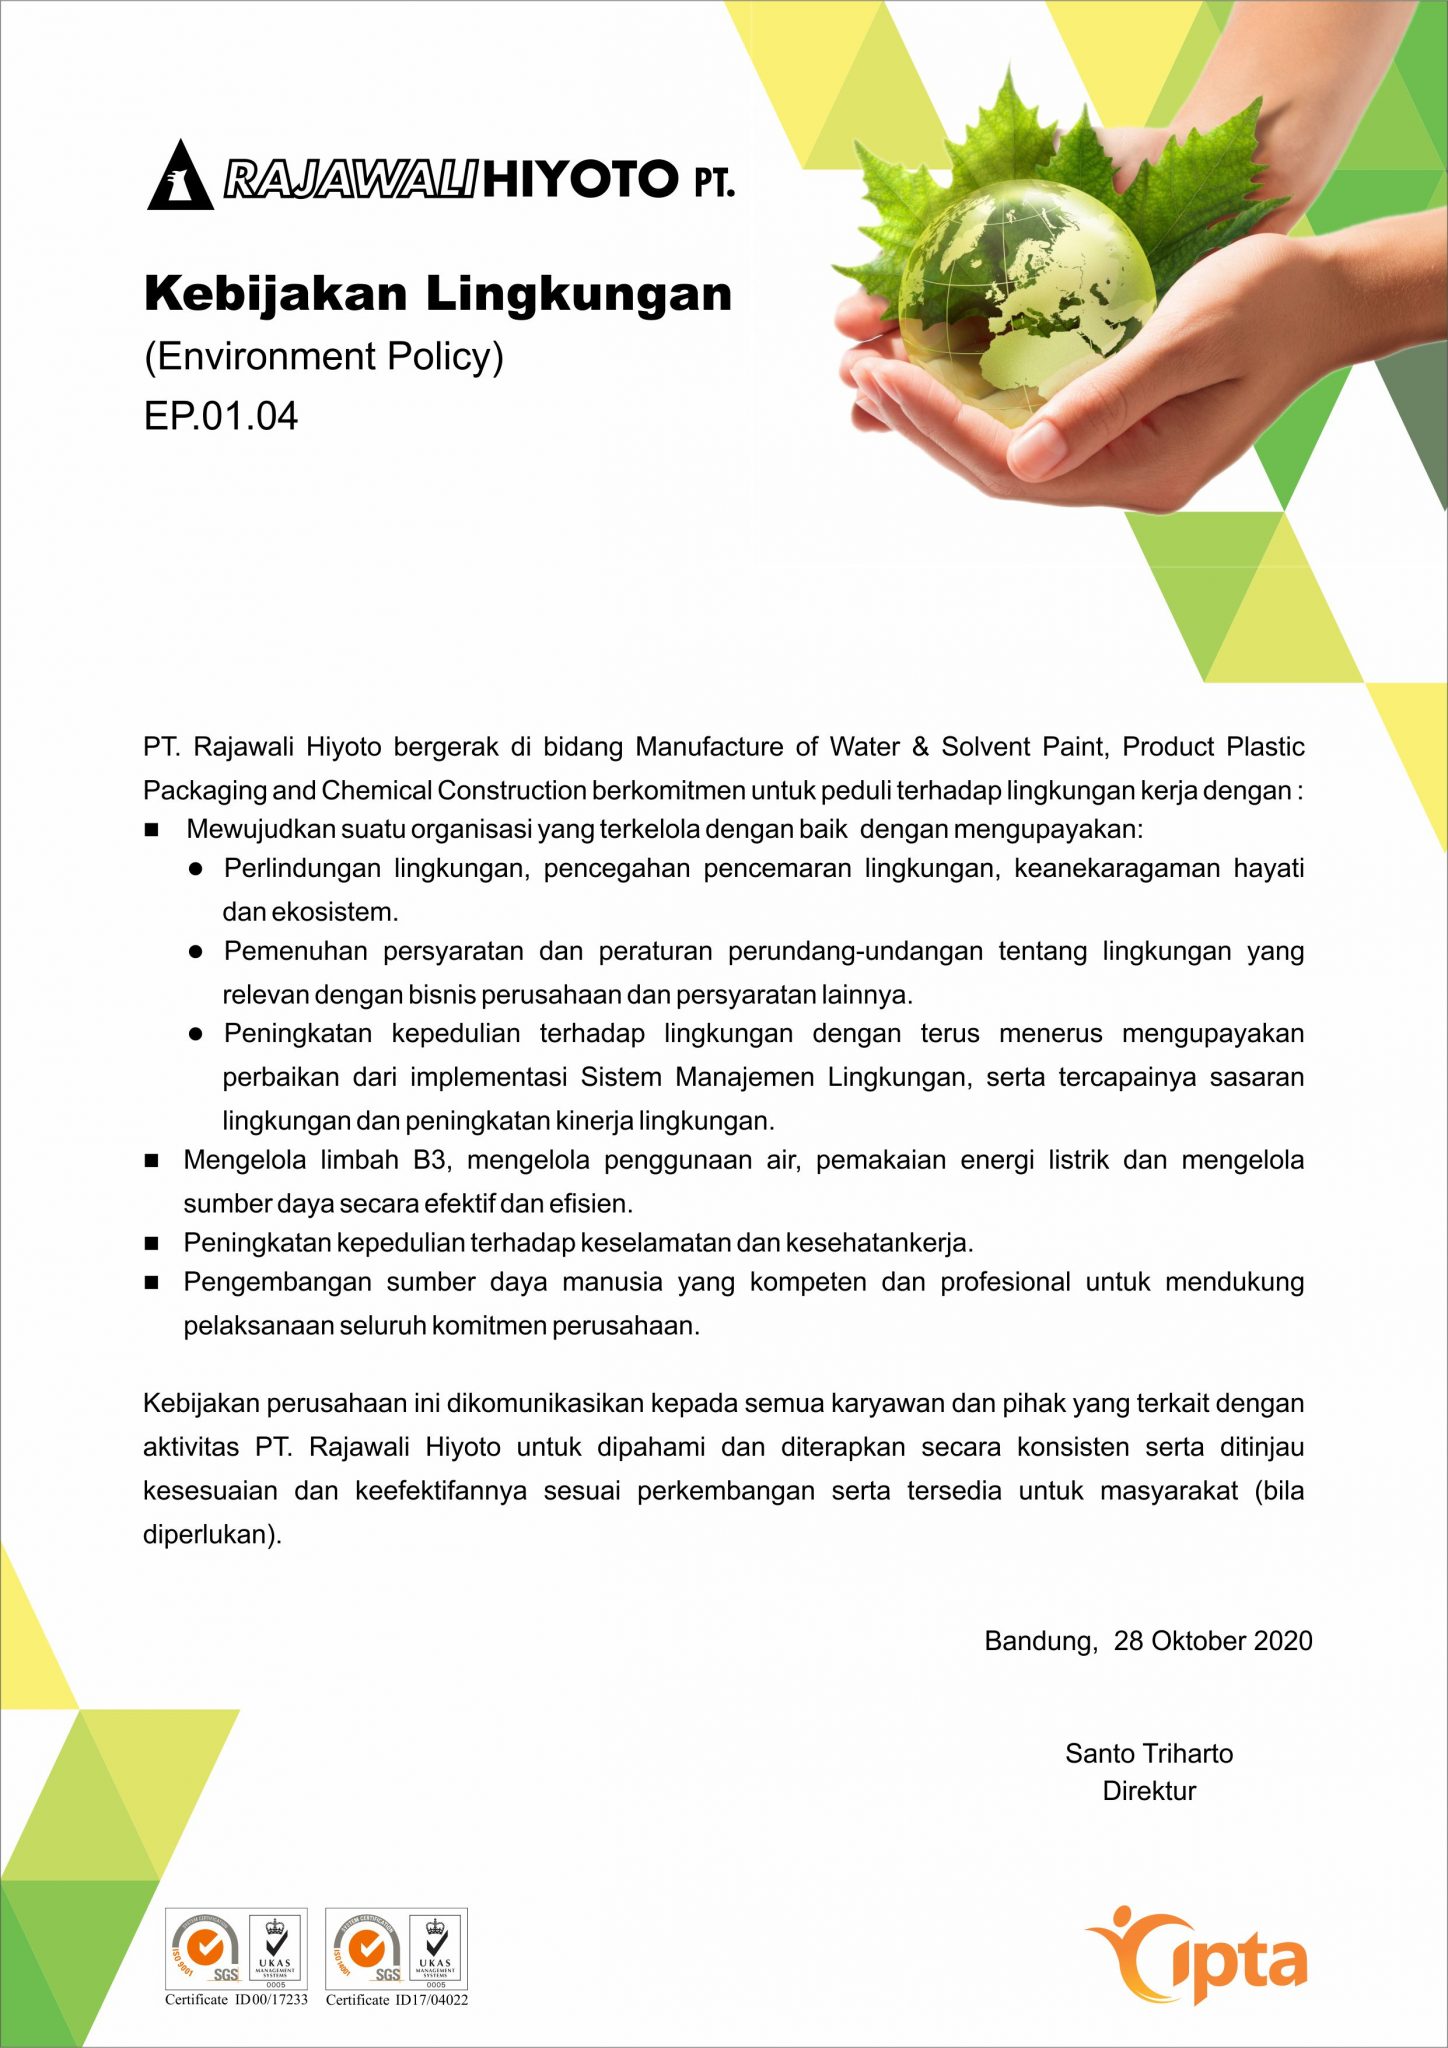 RAJAWALI HIYOTO PT.
Kebijakan Lingkungan
(Environment Policy)
EP.01.04
PT. Rajawali Hiyoto bergerak di bidang Manufacture of Water & Solvent Paint, Product Plastic
Packaging and Chemical Construction berkomitmen untuk peduli terhadap lingkungan kerja dengan :
■ Mewujudkan suatu organisasi yang terkelola dengan baik dengan mengupayakan:
● Perlindungan lingkungan, pencegahan pencemaran lingkungan, keanekaragaman hayati
dan ekosistem.
● Pemenuhan persyaratan dan peraturan perundang-undangan tentang lingkungan yang
relevan dengan bisnis perusahaan dan persyaratan lainnya.
● Peningkatan kepedulian terhadap lingkungan dengan terus menerus mengupayakan
perbaikan dari implementasi Sistem Manajemen Lingkungan, serta tercapainya sasaran
lingkungan dan peningkatan kinerja lingkungan.
■ Mengelola limbah B3, mengelola penggunaan air, pemakaian energi listrik dan mengelola
sumber daya secara efektif dan efisien.
■ Peningkatan kepedulian terhadap keselamatan dan kesehatankerja.
■ Pengembangan sumber daya manusia yang kompeten dan profesional untuk mendukung
pelaksanaan seluruh komitmen perusahaan.
Kebijakan perusahaan ini dikomunikasikan kepada semua karyawan dan pihak yang terkait dengan
aktivitas PT. Rajawali Hiyoto untuk dipahami dan diterapkan secara konsisten serta ditinjau
kesesuaian dan keefektifannya sesuai perkembangan serta tersedia untuk masyarakat (bila
diperlukan).
Bandung, 28 Oktober 2020
Santo Triharto
Direktur
SYSTEM CERTIFICATION
ISO 9001
SGS
UKAS
MANAGEMENT
SYSTEMS
0005
Certificate ID00/17233
SYSTEM CERTIFICATION
ISO 14001
SGS
UKAS
MANAGEMENT
SYSTEMS
0005
Certificate ID17/04022
Cipta